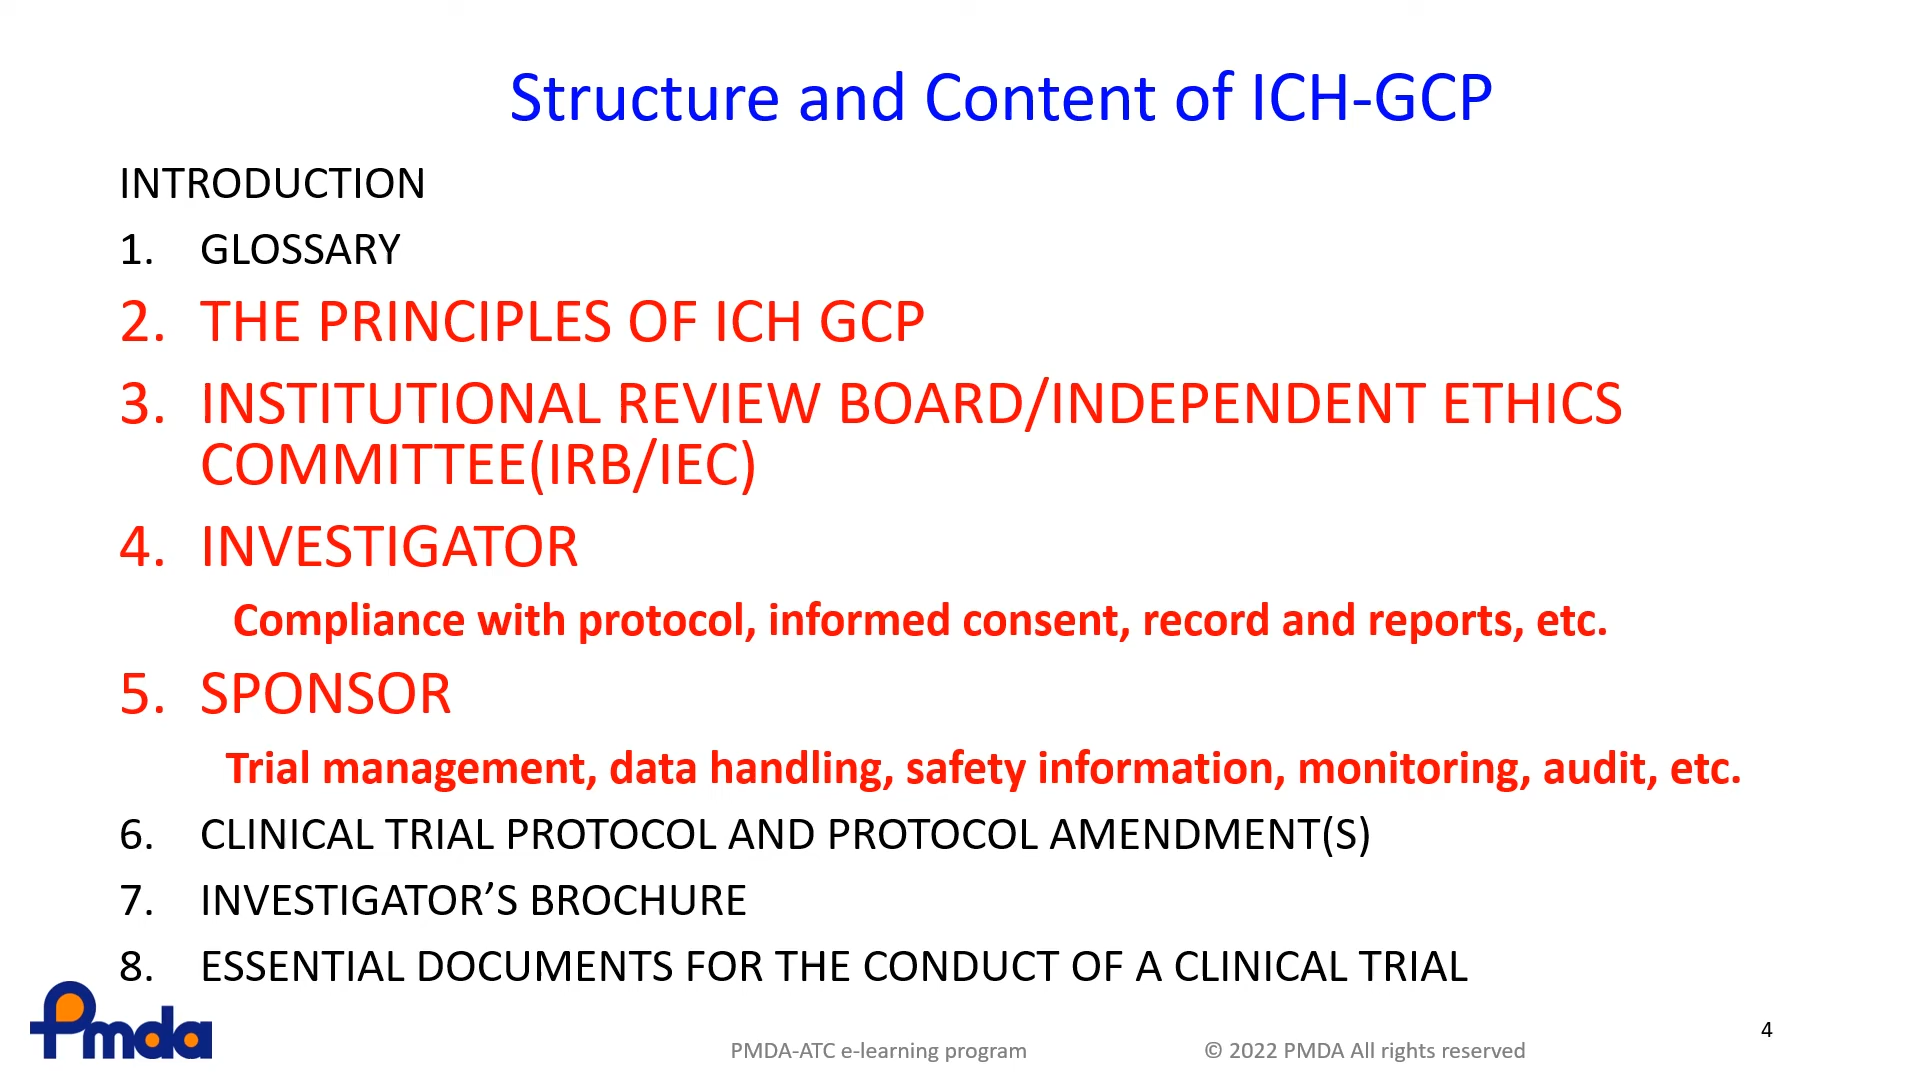 Structure and Content of ICH-GCP
INTRODUCTION
1. GLOSSARY
2. THE PRINCIPLES OF ICH GCP
3. INSTITUTIONAL REVIEW BOARD/INDEPENDENT ETHICS
COMMITTEE(IRB/IEC)
4. INVESTIGATOR
Compliance with protocol, informed consent, record and reports, etc.
5. SPONSOR
Trial management, data handling, safety information, monitoring, audit, etc.
6. CLINICAL TRIAL PROTOCOL AND PROTOCOL AMENDMENT(S)
7. INVESTIGATOR’S BROCHURE
8. ESSENTIAL DOCUMENTS FOR THE CONDUCT OF A CLINICAL TRIAL
Pmda
PMDA-ATC e-learning program
© 2022 PMDA All rights reserved
4